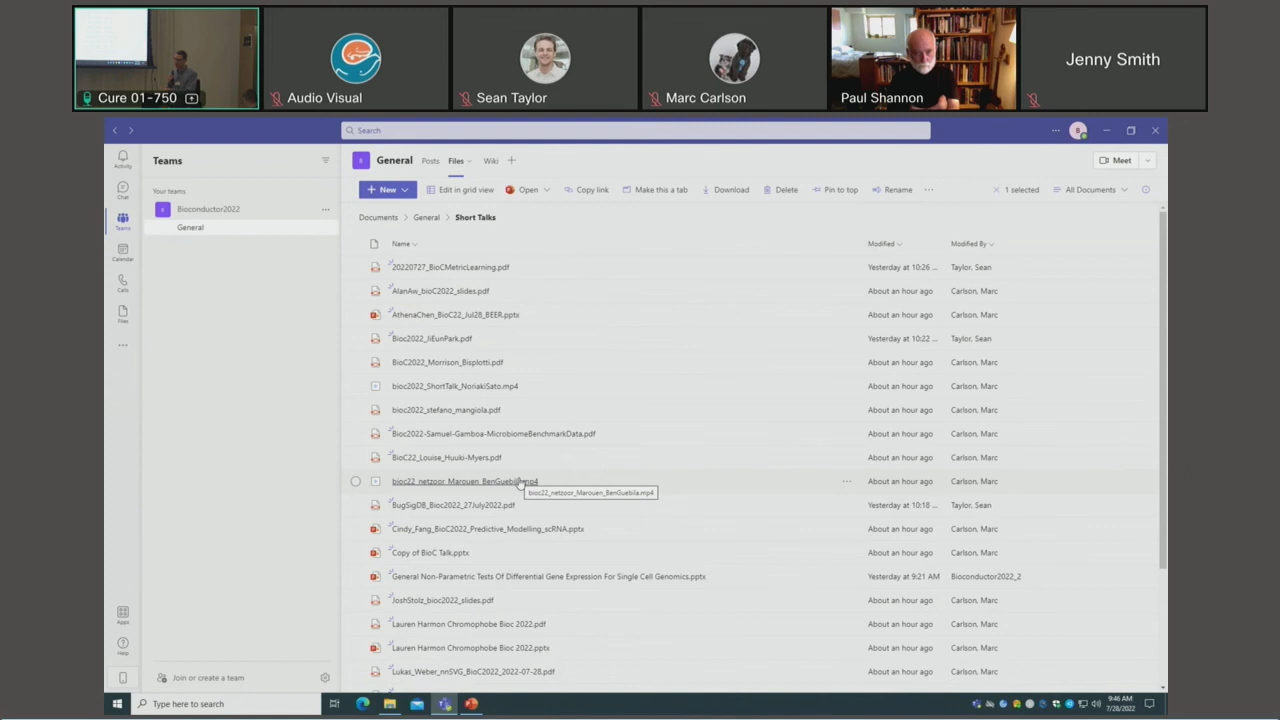 Cure 01-750
Audio Visual
Sean Taylor
Marc Carlson
Paul Shannon
Jenny Smith
Search
B
Activity
Chat
Teams
Calendar
Calls
Files
Apps
Help
Teams
Your teams
B Bioconductor2022
General
Join or create a team
B General Posts Files Wiki
Meet
New Edit in grid view Open Copy link Make this a tab Download Delete Pin to top Rename 1 selected All Documents
Documents General Short Talks
Name Modified Modified By
20220727_BioCMetricLearning.pdf Yesterday at 10:26 ... Taylor, Sean
AlanAw_bioC2022_slides.pdf About an hour ago Carlson, Marc
AthenaChen_BioC22_Jul28_BEER.pptx About an hour ago Carlson, Marc
Bioc2022_JiEunPark.pdf Yesterday at 10:22 ... Taylor, Sean
BioC2022_Morrison_Bisplotti.pdf About an hour ago Carlson, Marc
bioc2022_ShortTalk_NoriakiSato.mp4 About an hour ago Carlson, Marc
bioc2022_stefano_mangiola.pdf About an hour ago Carlson, Marc
Bioc2022-Samuel-Gamboa-MicrobiomeBenchmarkData.pdf About an hour ago Carlson, Marc
BioC22_Louise_Huuki-Myers.pdf About an hour ago Carlson, Marc
bioc22_netzoor_Marouen_BenGuebila.mp4 About an hour ago Carlson, Marc
bioc22_netzoor_Marouen_BenGuebila.mp4
BugSigDB_Bioc2022_27July2022.pdf Yesterday at 10:18 ... Taylor, Sean
Cindy_Fang_BioC2022_Predictive_Modelling_scRNA.pptx About an hour ago Carlson, Marc
Copy of BioC Talk.pptx About an hour ago Carlson, Marc
General Non-Parametric Tests Of Differential Gene Expression For Single Cell Genomics.pptx Yesterday at 9:21 AM Bioconductor2022_2
JoshStolz_bioc2022_slides.pdf About an hour ago Carlson, Marc
Lauren Harmon Chromophobe Bioc 2022.pdf About an hour ago Carlson, Marc
Lauren Harmon Chromophobe Bioc 2022.pptx About an hour ago Carlson, Marc
Lukas_Weber_nnSVG_BioC2022_2022-07-28.pdf About an hour ago Carlson, Marc
Type here to search
9:46 AM
7/28/2022